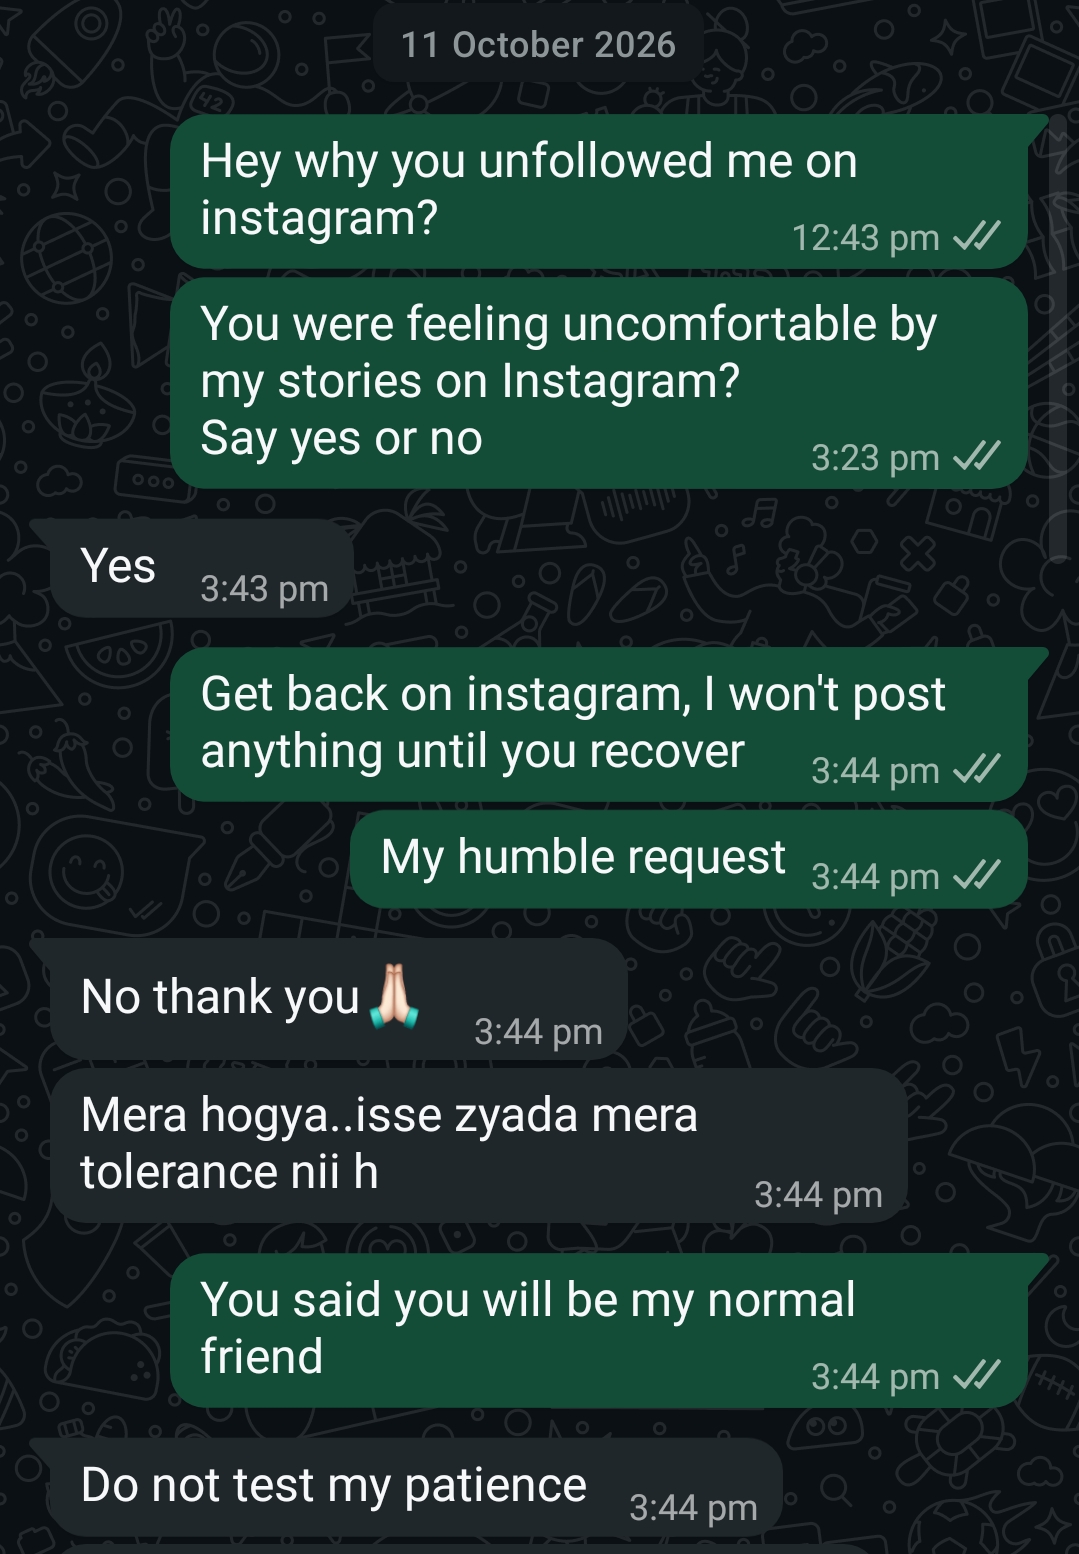 11 October 2026
Hey why you unfollowed me on
instagram?
12:43 pm
You were feeling uncomfortable by
my stories on Instagram?
Say yes or no
3:23 pm
Yes
3:43 pm
Get back on instagram, I won't post
anything until you recover
3:44 pm
My humble request
3:44 pm
No thank you🙏🏻
3:44 pm
Mera hogya..isse zyada mera
tolerance nii h
3:44 pm
You said you will be my normal
friend
3:44 pm
Do not test my patience
3:44 pm